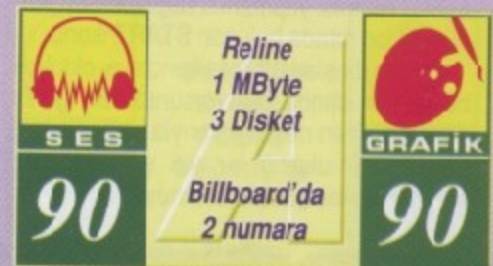 SES
90
Reline
1 MByte
3 Disket
Billboard'da
2 numara
GRAFİK
90